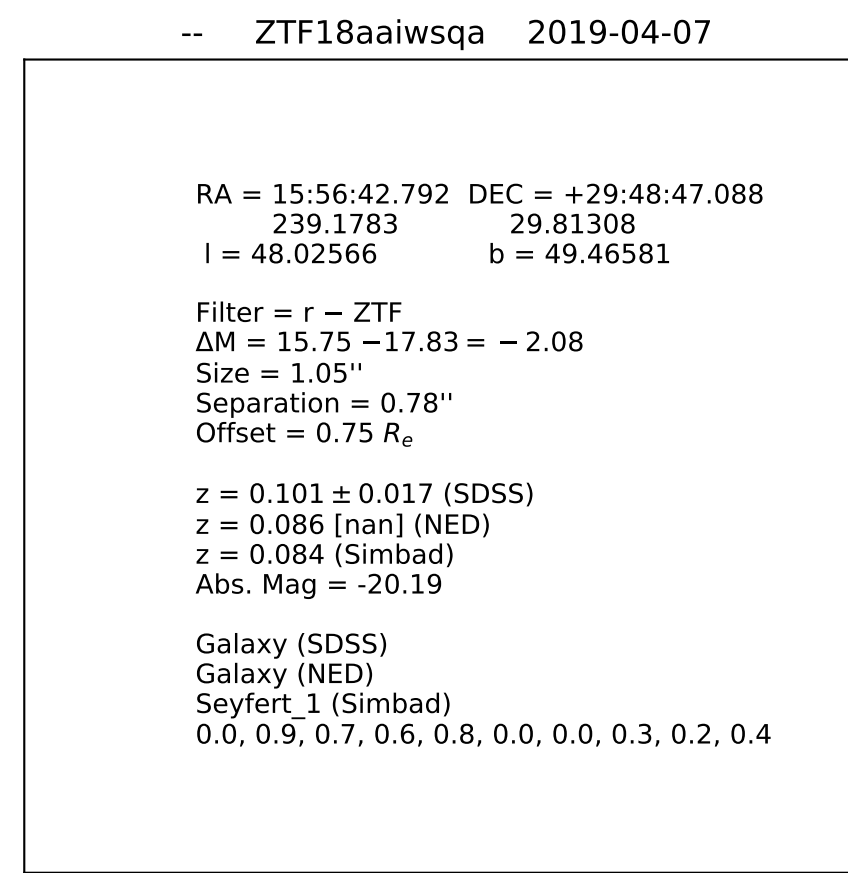 -- ZTF18aaiwsqa 2019-04-07
RA = 15:56:42.792 DEC = +29:48:47.088
239.1783 29.81308
l = 48.02566 b = 49.46581
Filter = r − ZTF
ΔM = 15.75 −17.83 = − 2.08
Size = 1.05''
Separation = 0.78''
Offset = 0.75 Re
z = 0.101 ± 0.017 (SDSS)
z = 0.086 [nan] (NED)
z = 0.084 (Simbad)
Abs. Mag = -20.19
Galaxy (SDSS)
Galaxy (NED)
Seyfert_1 (Simbad)
0.0, 0.9, 0.7, 0.6, 0.8, 0.0, 0.0, 0.3, 0.2, 0.4